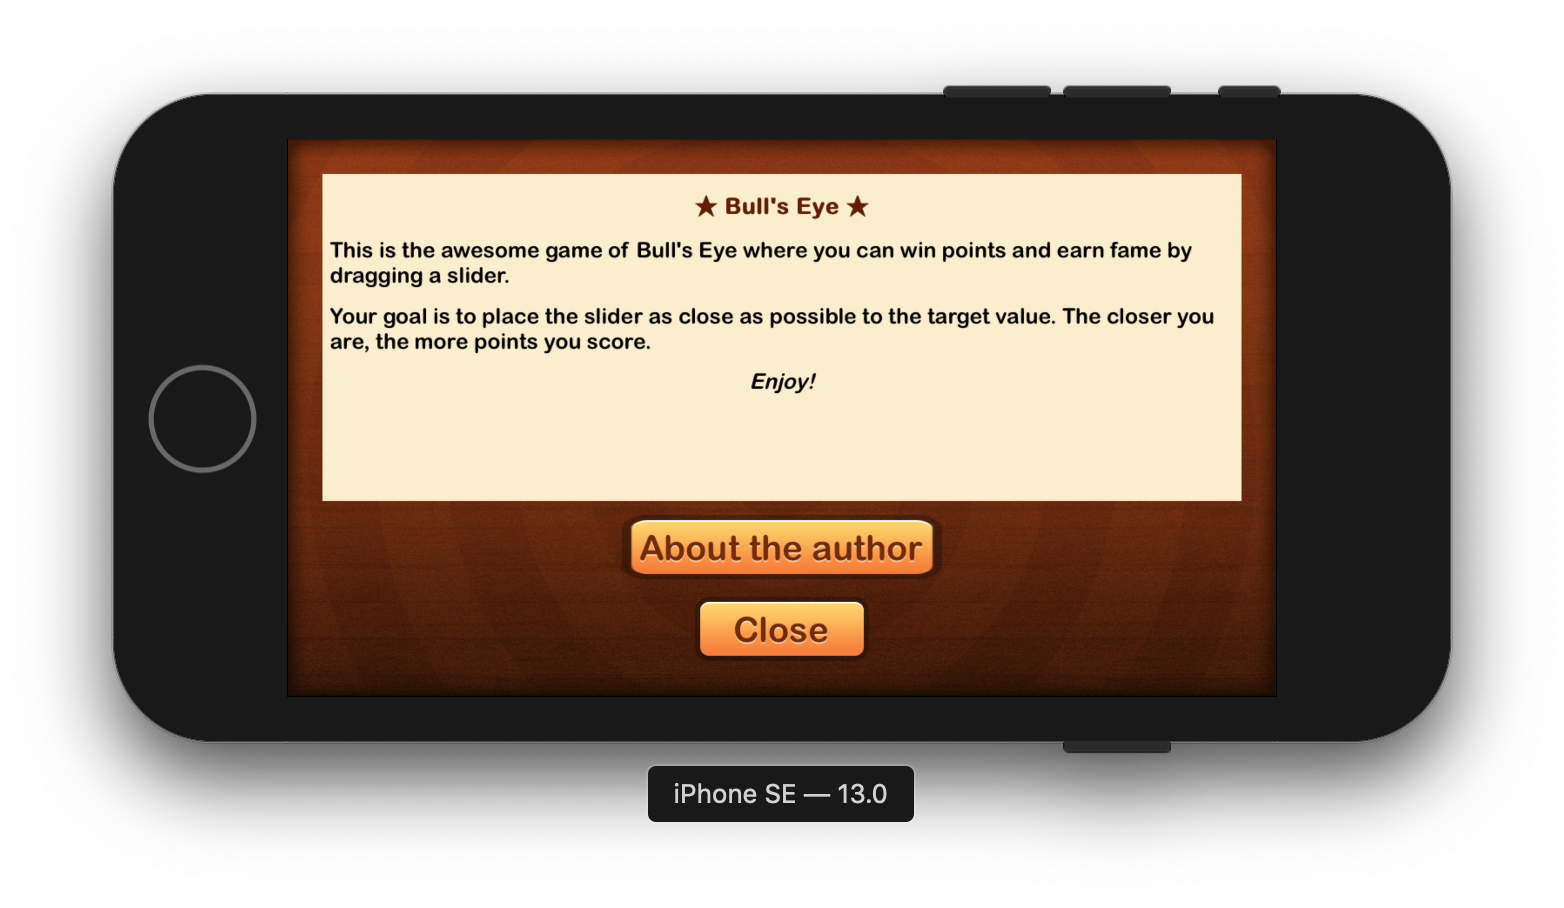 ★ Bull's Eye ★
This is the awesome game of Bull's Eye where you can win points and earn fame by
dragging a slider.
Your goal is to place the slider as close as possible to the target value. The closer you
are, the more points you score.
Enjoy!
About the author
Close
iPhone SE — 13.0